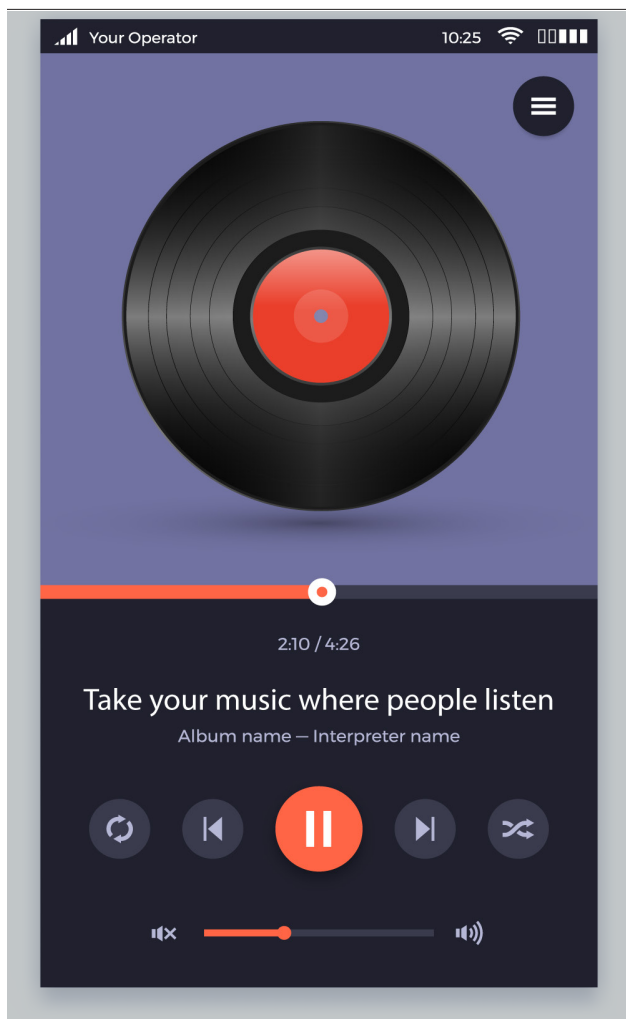 Your Operator 10:25
2:10 / 4:26
Take your music where people listen
Album name — Interpreter name